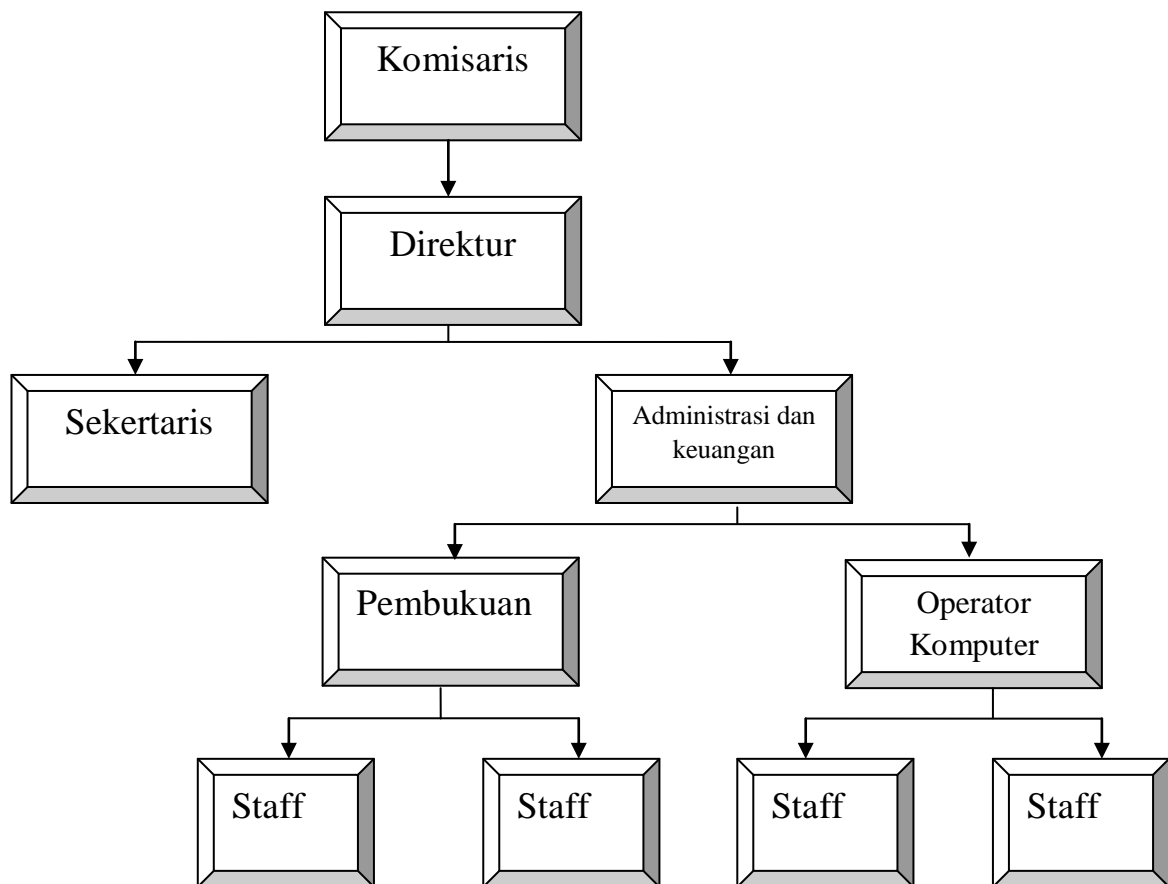 Komisaris
Direktur
Sekertaris
Administrasi dan
keuangan
Pembukuan
Operator
Komputer
Staff
Staff
Staff
Staff